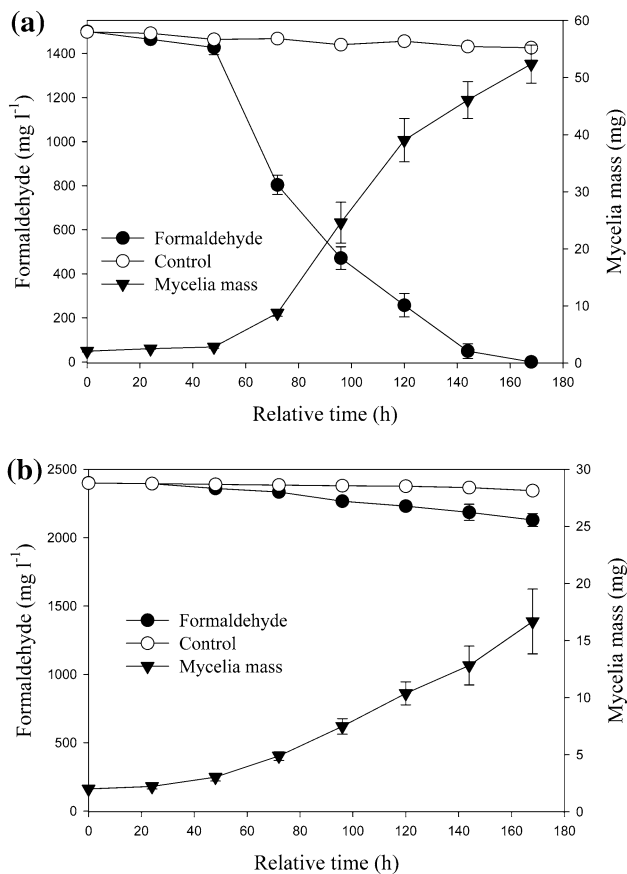 (a)
1400
1200
1000
800
600
400
200
0
Formaldehyde (mg l-1)
60
50
40
30
20
10
0
Mycelia mass (mg)
Formaldehyde
Control
Mycelia mass
0 20 40 60 80 100 120 140 160 180
Relative time (h)
(b)
2500
2000
1500
1000
500
0
Formaldehyde (mg l-1)
30
25
20
15
10
5
0
Mycelia mass (mg)
Formaldehyde
Control
Mycelia mass
0 20 40 60 80 100 120 140 160 180
Relative time (h)